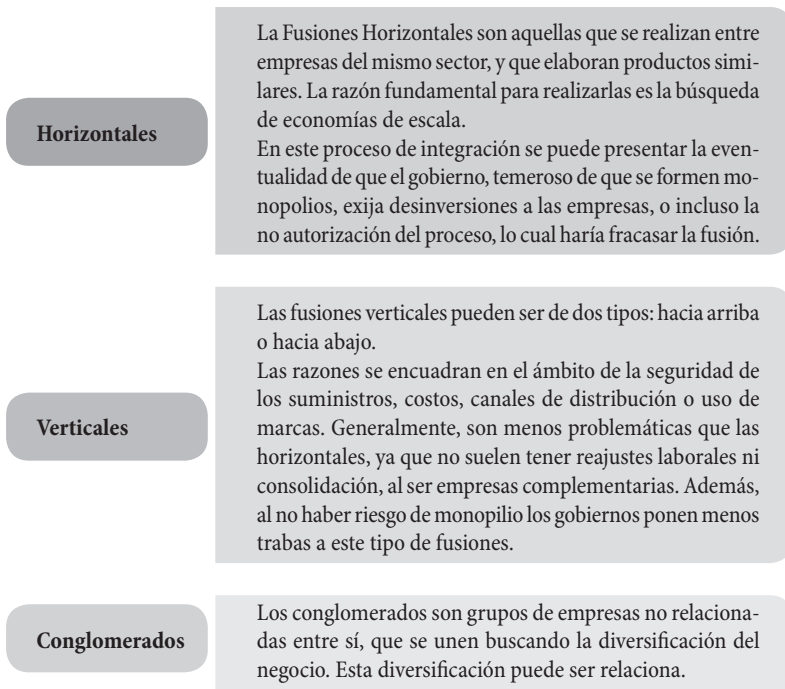 Horizontales
La Fusiones Horizontales son aquellas que se realizan entre
empresas del mismo sector, y que elaboran productos simi-
lares. La razón fundamental para realizarlas es la búsqueda
de economías de escala.
En este proceso de integración se puede presentar la even-
tualidad de que el gobierno, temeroso de que se formen mo-
nopolios, exija desinversiones a las empresas, o incluso la
no autorización del proceso, lo cual haría fracasar la fusión.
Verticales
Las fusiones verticales pueden ser de dos tipos: hacia arriba
o hacia abajo.
Las razones se encuadran en el ámbito de la seguridad de
los suministros, costos, canales de distribución o uso de
marcas. Generalmente, son menos problemáticas que las
horizontales, ya que no suelen tener reajustes laborales ni
consolidación, al ser empresas complementarias. Además,
al no haber riesgo de monopilio los gobiernos ponen menos
trabas a este tipo de fusiones.
Conglomerados
Los conglomerados son grupos de empresas no relaciona-
das entre sí, que se unen buscando la diversificación del
negocio. Esta diversificación puede ser relaciona.